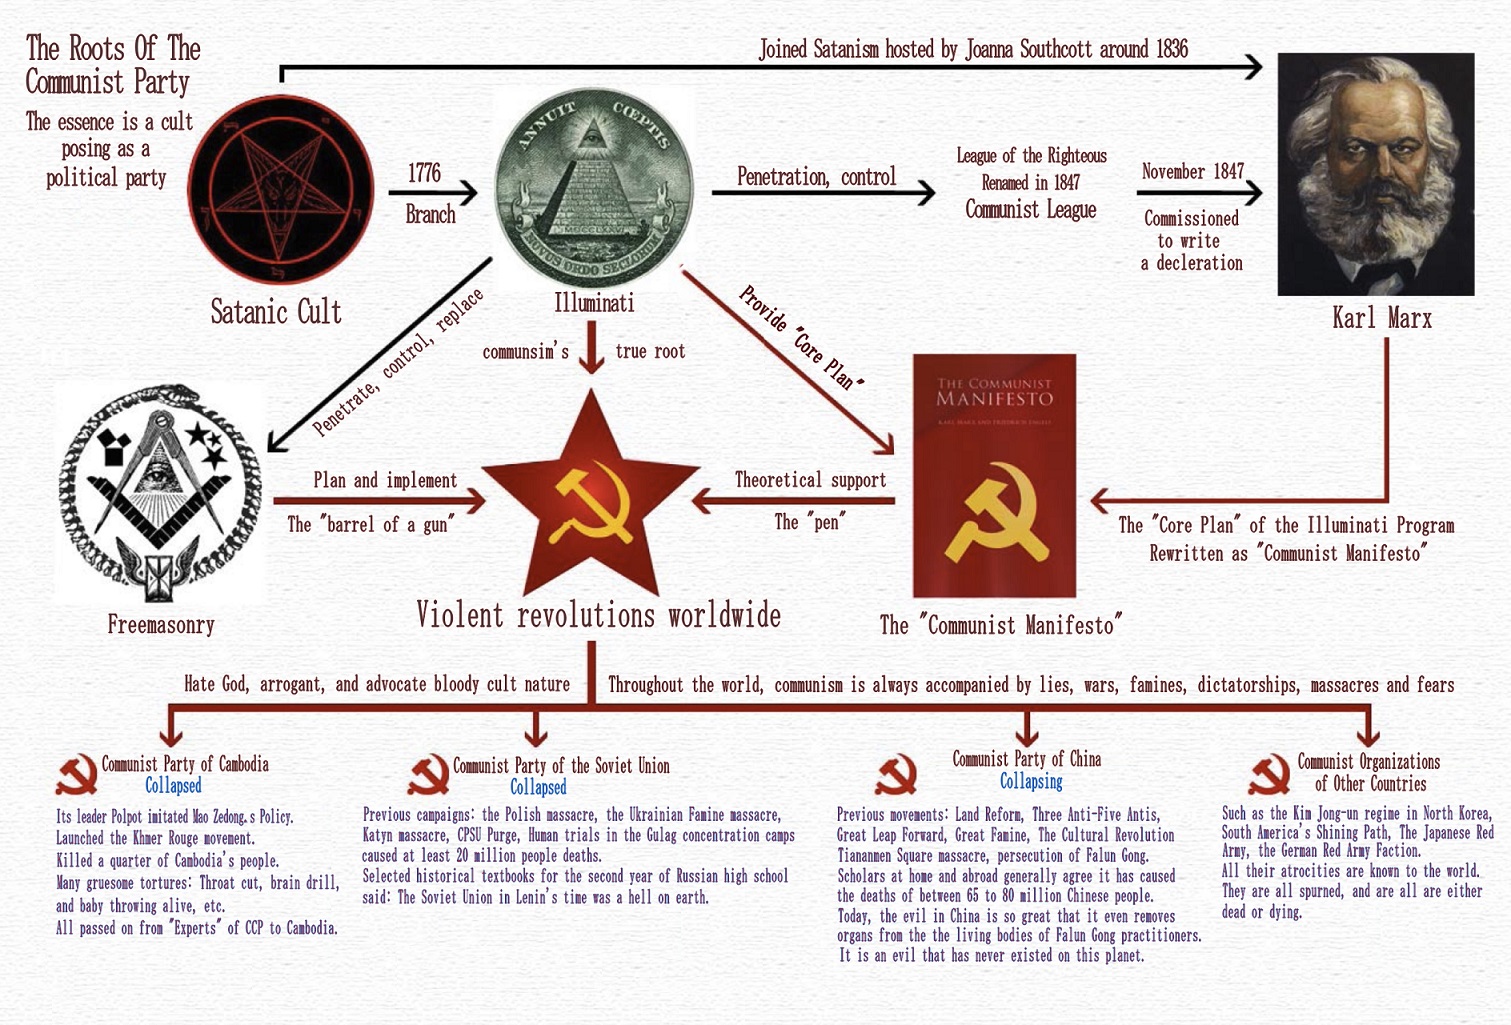 The Roots Of The
Communist Party
The essence is a cult
posing as a
political party
Joined Satanism hosted by Joanna Southcott around 1836
1776
Branch
Satanic Cult
ANNUIT CŒPTIS
MDCCLXXVI
NOVUS ORDO SECLORUM
Illuminati
Penetration, control
League of the Righteous
Renamed in 1847
Communist League
November 1847
Commissioned
to write
a decleration
Karl Marx
Penetrate, control, replace
communsim's true root
Provide "Core Plan"
THE COMMUNIST
MANIFESTO
KARL MARX AND FRIEDRICH ENGELS
Freemasonry
Plan and implement
The "barrel of a gun"
Theoretical support
The "pen"
The "Core Plan" of the Illuminati Program
Rewritten as "Communist Manifesto"
Violent revolutions worldwide
The "Communist Manifesto"
Hate God, arrogant, and advocate bloody cult nature
Throughout the world, communism is always accompanied by lies, wars, famines, dictatorships, massacres and fears
Communist Party of Cambodia
Collapsed
Its leader Polpot imitated Mao Zedong.s Policy.
Launched the Khmer Rouge movement.
Killed a quarter of Cambodia's people.
Many gruesome tortures: Throat cut, brain drill,
and baby throwing alive, etc.
All passed on from "Experts" of CCP to Cambodia.
Communist Party of the Soviet Union
Collapsed
Previous campaigns: the Polish massacre, the Ukrainian Famine massacre,
Katyn massacre, CPSU Purge, Human trials in the Gulag concentration camps
caused at least 20 million people deaths.
Selected historical textbooks for the second year of Russian high school
said: The Soviet Union in Lenin's time was a hell on earth.
Communist Party of China
Collapsing
Previous movements: Land Reform, Three Anti-Five Antis,
Great Leap Forward, Great Famine, The Cultural Revolution
Tiananmen Square massacre, persecution of Falun Gong.
Scholars at home and abroad generally agree it has caused
the deaths of between 65 to 80 million Chinese people.
Today, the evil in China is so great that it even removes
organs from the the living bodies of Falun Gong practitioners.
It is an evil that has never existed on this planet.
Communist Organizations
of Other Countries
Such as the Kim Jong-un regime in North Korea,
South America's Shining Path, The Japanese Red
Army, the German Red Army Faction.
All their atrocities are known to the world.
They are all spurned, and are all are either
dead or dying.